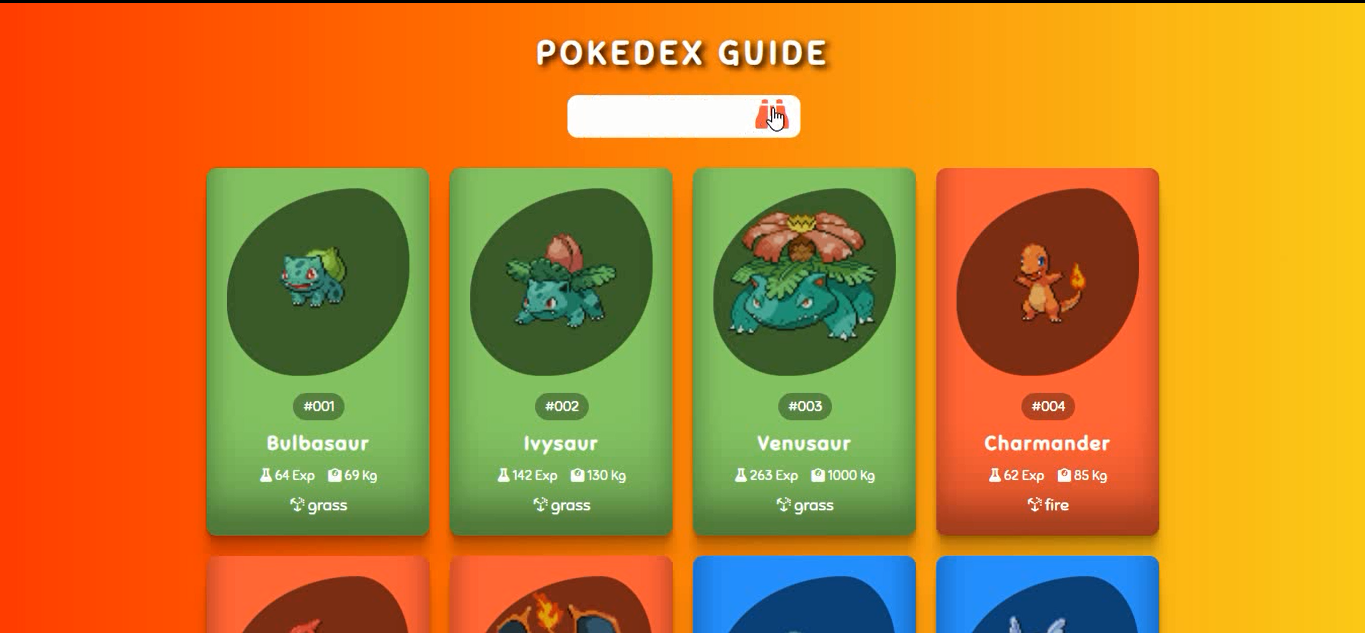 POKEDEX GUIDE
#001
Bulbasaur
64 Exp 69 Kg
grass
#002
Ivysaur
142 Exp 130 Kg
grass
#003
Venusaur
263 Exp 1000 Kg
grass
#004
Charmander
62 Exp 85 Kg
fire